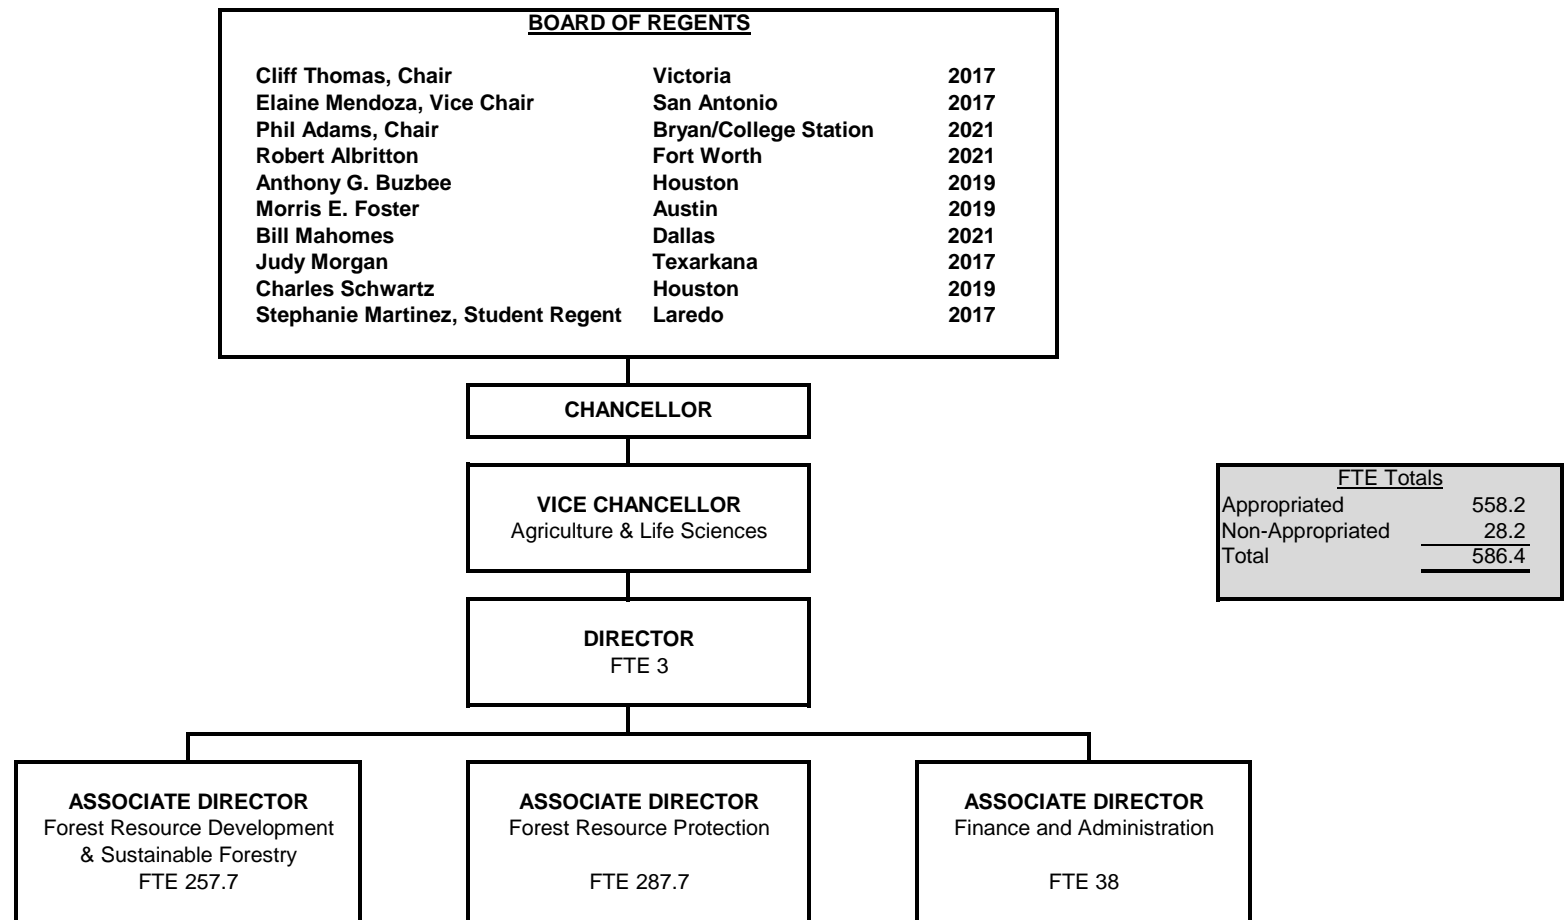 BOARD OF REGENTS
Cliff Thomas, Chair Victoria 2017
Elaine Mendoza, Vice Chair San Antonio 2017
Phil Adams, Chair Bryan/College Station 2021
Robert Albritton Fort Worth 2021
Anthony G. Buzbee Houston 2019
Morris E. Foster Austin 2019
Bill Mahomes Dallas 2021
Judy Morgan Texarkana 2017
Charles Schwartz Houston 2019
Stephanie Martinez, Student Regent Laredo 2017
CHANCELLOR
VICE CHANCELLOR
Agriculture & Life Sciences
FTE Totals
Appropriated 558.2
Non-Appropriated 28.2
Total 586.4
DIRECTOR
FTE 3
ASSOCIATE DIRECTOR
Forest Resource Development
& Sustainable Forestry
FTE 257.7
ASSOCIATE DIRECTOR
Forest Resource Protection
FTE 287.7
ASSOCIATE DIRECTOR
Finance and Administration
FTE 38